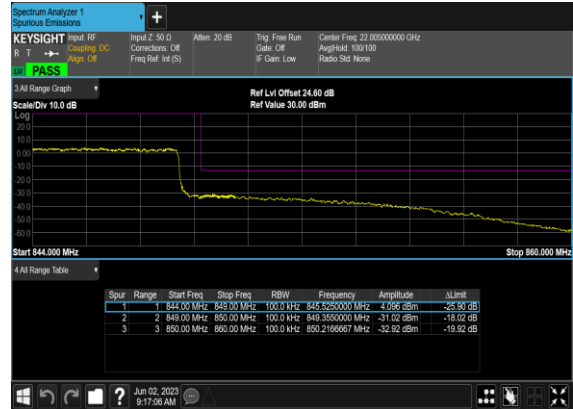 Spectrum Analyzer 1
Spurious Emissions
KEYSIGHT Input: RF Input Z: 50 Ω Atten: 20 dB Trig: Free Run Center Freq: 22.005000000 GHz
R T Coupling: DC Corrections: Off Gate: Off Avg|Hold: 100/100
Align: Off Freq Ref: Int (S) IF Gain: Low Radio Std: None
PASS
3 All Range Graph
Ref Lvl Offset 24.60 dB
Scale/Div 10.0 dB Ref Value 30.00 dBm
Log
20.0
10.0
0.00
-10.0
-20.0
-30.0
-40.0
-50.0
-60.0
Start 844.000 MHz Stop 860.000 MHz
4 All Range Table
Spur Range Start Freq Stop Freq RBW Frequency Amplitude ΔLimit
1 1 844.00 MHz 849.00 MHz 100.0 kHz 845.5250000 MHz 4.096 dBm -25.90 dB
2 2 849.00 MHz 850.00 MHz 100.0 kHz 849.3550000 MHz -31.02 dBm -18.02 dB
3 3 850.00 MHz 860.00 MHz 100.0 kHz 850.2166667 MHz -32.92 dBm -19.92 dB
? Jun 02, 2023
9:17:06 AM